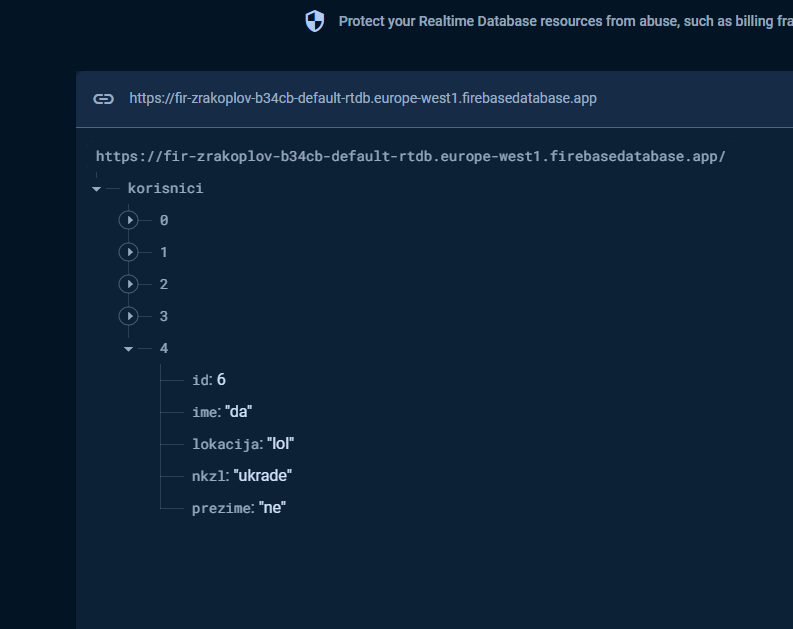 Protect your Realtime Database resources from abuse, such as billing fra
https://fir-zrakoplov-b34cb-default-rtdb.europe-west1.firebasedatabase.app
https://fir-zrakoplov-b34cb-default-rtdb.europe-west1.firebasedatabase.app/
korisnici
0
1
2
3
4
id: 6
ime: "da"
lokacija: "lol"
nkzl: "ukrade"
prezime: "ne"